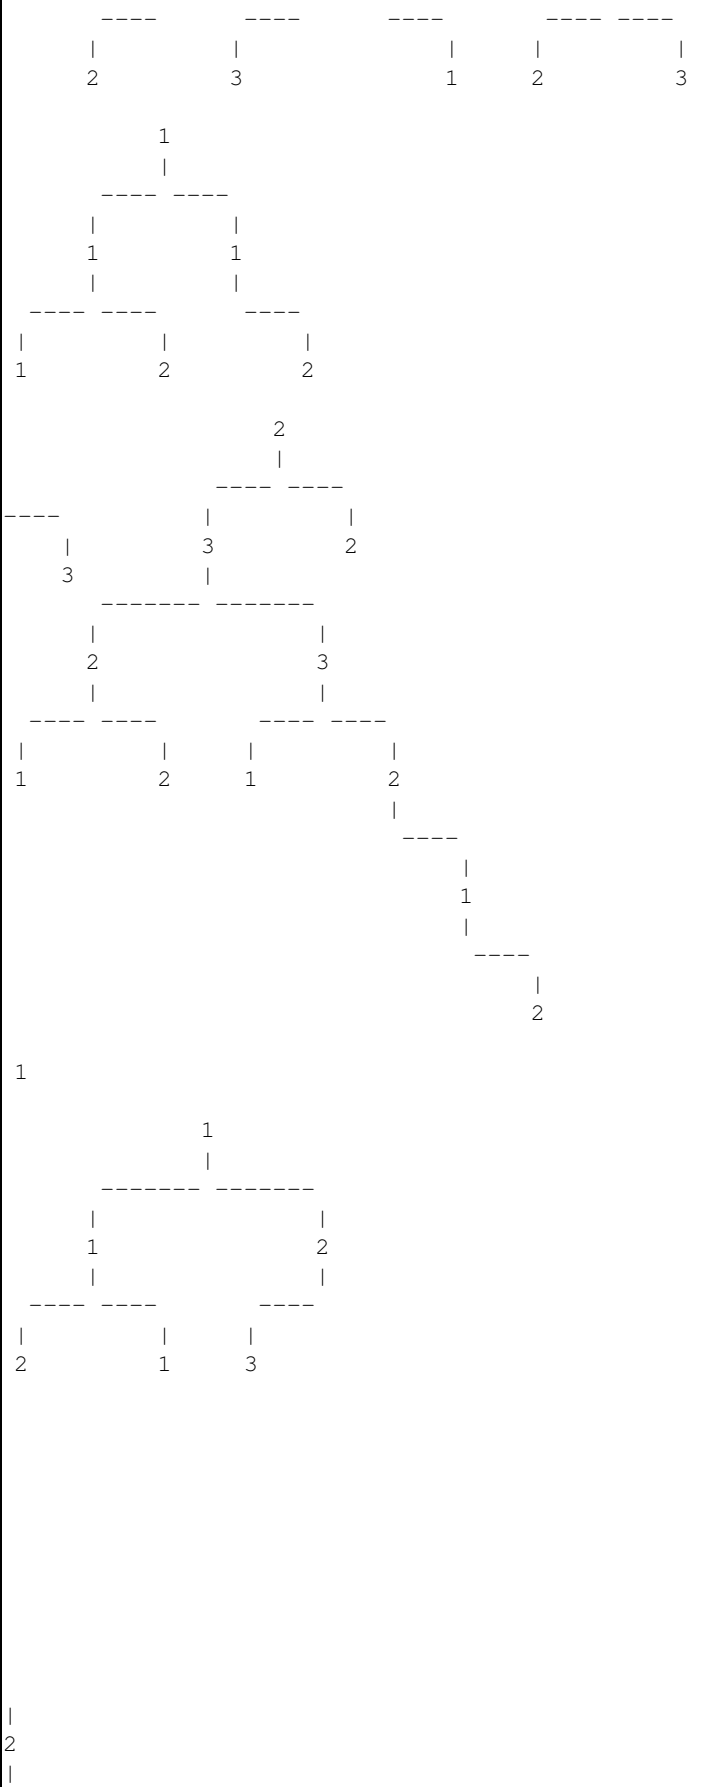 ----       ----       ----        ---- ----
      |         |              |     |         |
      2         3              1     2         3
           1
           |
       ---- ----
      |         |
      1         1
      |         |
  ---- ----      ----
 |         |         |
 1         2         2
                   2
                   |
               ---- ----
----          |         |
    |         3         2
    3         |
       ------- -------
      |               |
      2               3
      |               |
  ---- ----       ---- ----
 |         |     |         |
 1         2     1         2
                           |
                            ----
                                |
                                1
                                |
                                 ----
                                     |
                                     2
 1
              1
              |
       ------- -------
      |               |
      1               2
      |               |
  ---- ----       ----
 |         |     |
 2         1     3
|
2
|